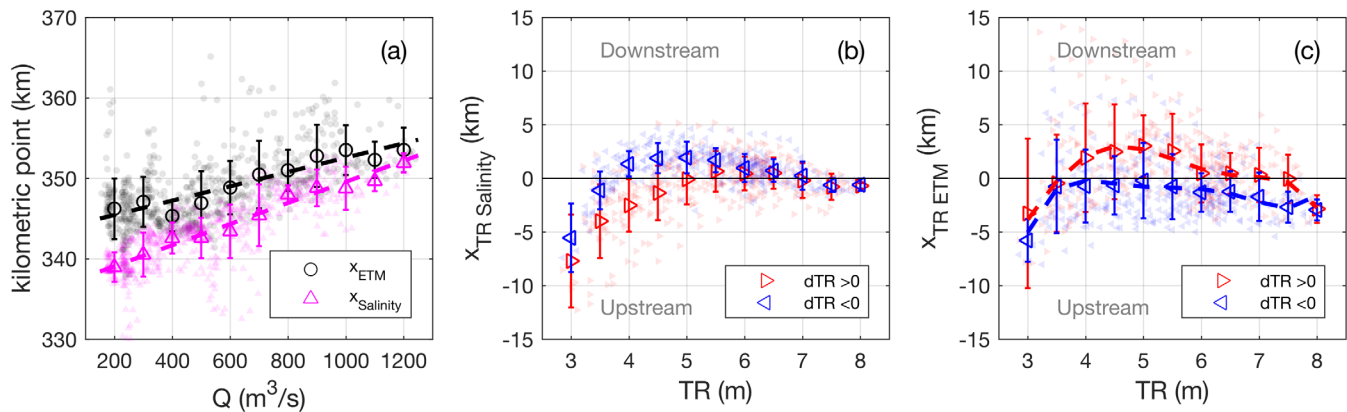 (a)
kilometric point (km)
370
360
350
340
330
200 400 600 800 1000 1200
Q (m³/s)
x_ETM
x_Salinity
(b)
x_TR Salinity (km)
15
10
5
0
-5
-10
-15
Downstream
Upstream
dTR >0
dTR <0
3 4 5 6 7 8
TR (m)
(c)
x_TR ETM (km)
15
10
5
0
-5
-10
-15
Downstream
Upstream
dTR >0
dTR <0
3 4 5 6 7 8
TR (m)